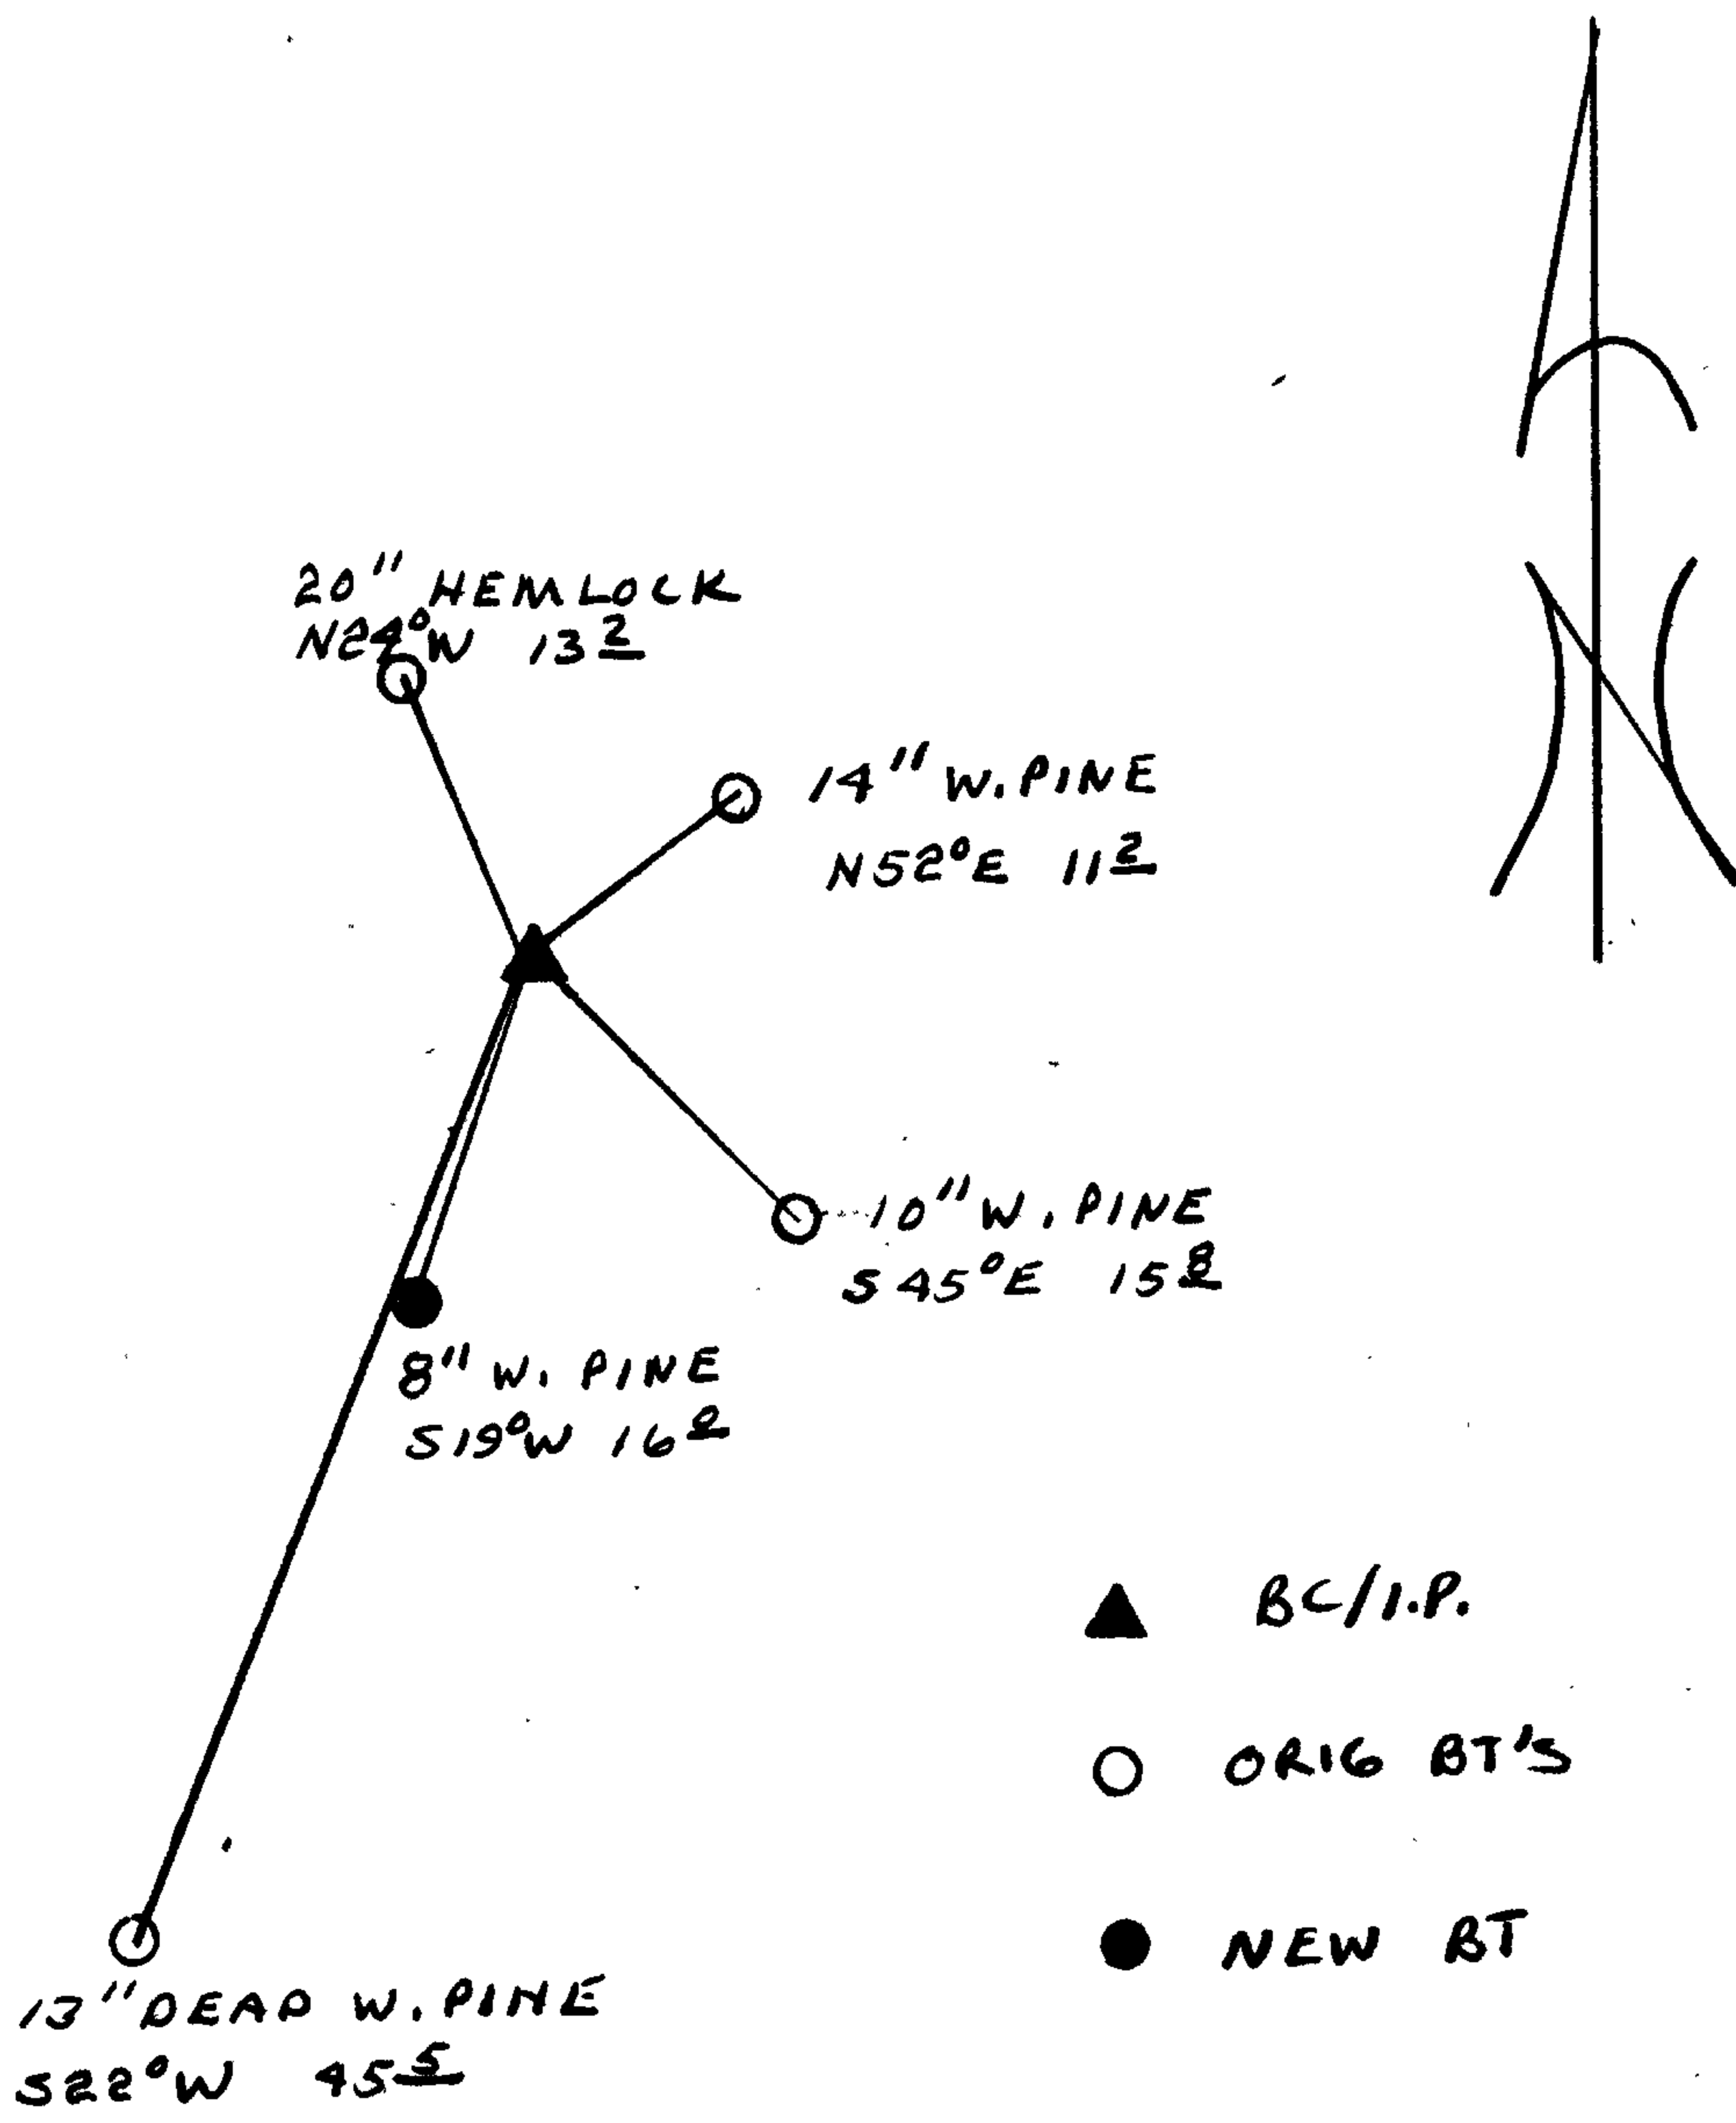 20" HEMLOCK
N24°W 13 2
14" W. PINE
N52°E 11 2
10" W. PINE
S45°E 15 8
8" W. PINE
S19°W 16 2
BC/I.P.
ORIG BT'S
NEW BT
13" DEAD W. PINE
S22°W 45 5